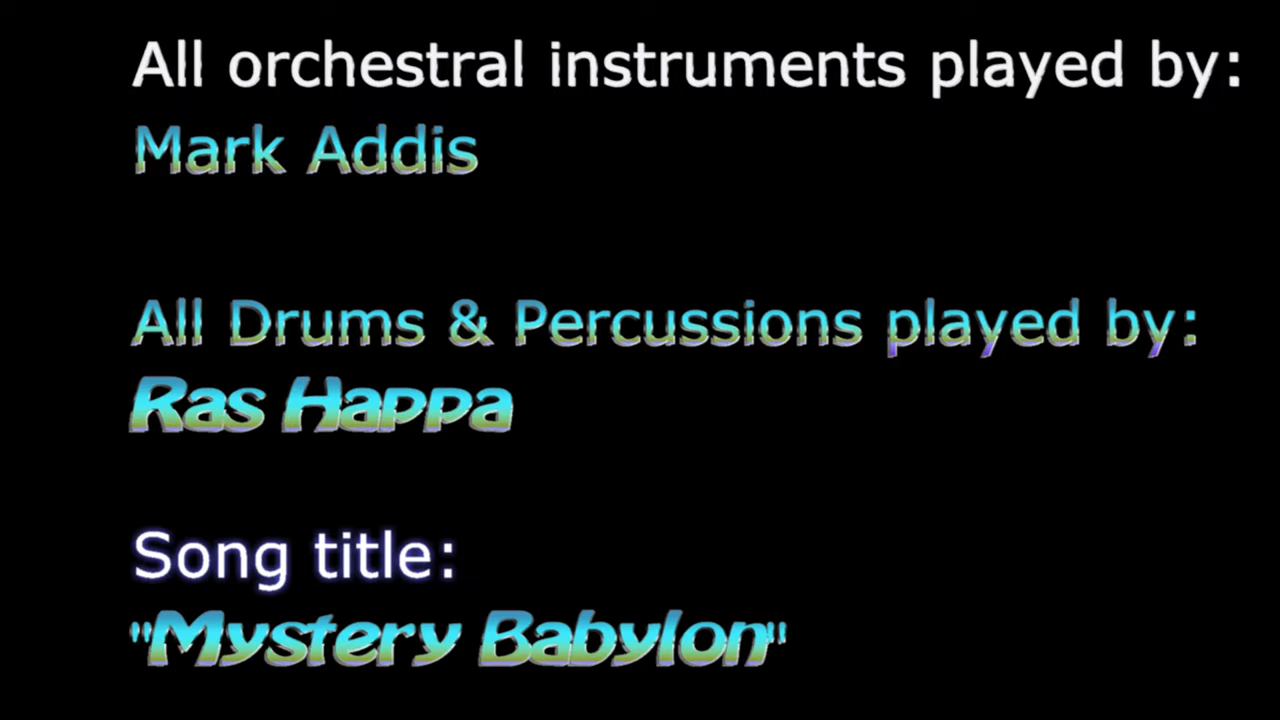 All orchestral instruments played by:
Mark Addis
All Drums & Percussions played by:
Ras Happa
Song title:
"Mystery Babylon"